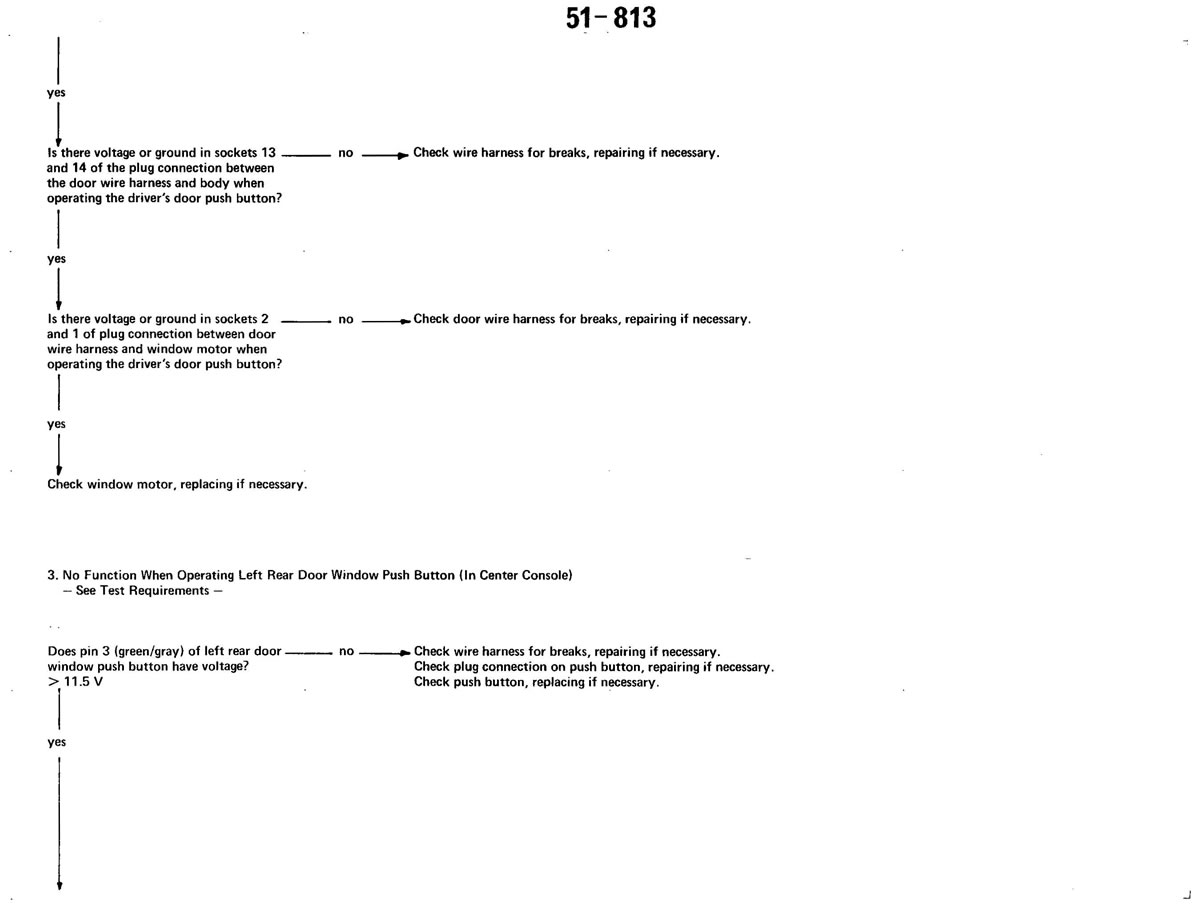 51-813
yes
Is there voltage or ground in sockets 13 no Check wire harness for breaks, repairing if necessary.
and 14 of the plug connection between
the door wire harness and body when
operating the driver's door push button?
yes
Is there voltage or ground in sockets 2 no Check door wire harness for breaks, repairing if necessary.
and 1 of plug connection between door
wire harness and window motor when
operating the driver's door push button?
yes
Check window motor, replacing if necessary.
3. No Function When Operating Left Rear Door Window Push Button (In Center Console)
— See Test Requirements —
Does pin 3 (green/gray) of left rear door no Check wire harness for breaks, repairing if necessary.
window push button have voltage? Check plug connection on push button, repairing if necessary.
> 11.5 V Check push button, replacing if necessary.
yes